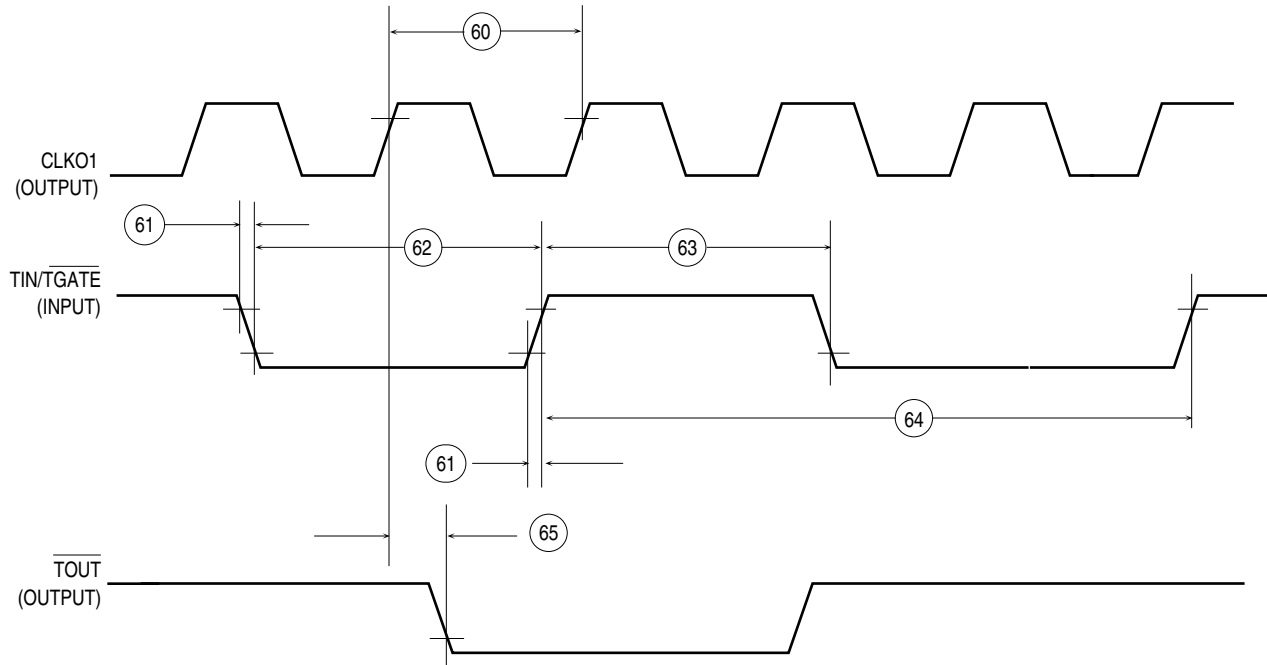 60
CLKO1
(OUTPUT)
61
62
63
TIN/TGATE
(INPUT)
64
61
65
TOUT
(OUTPUT)